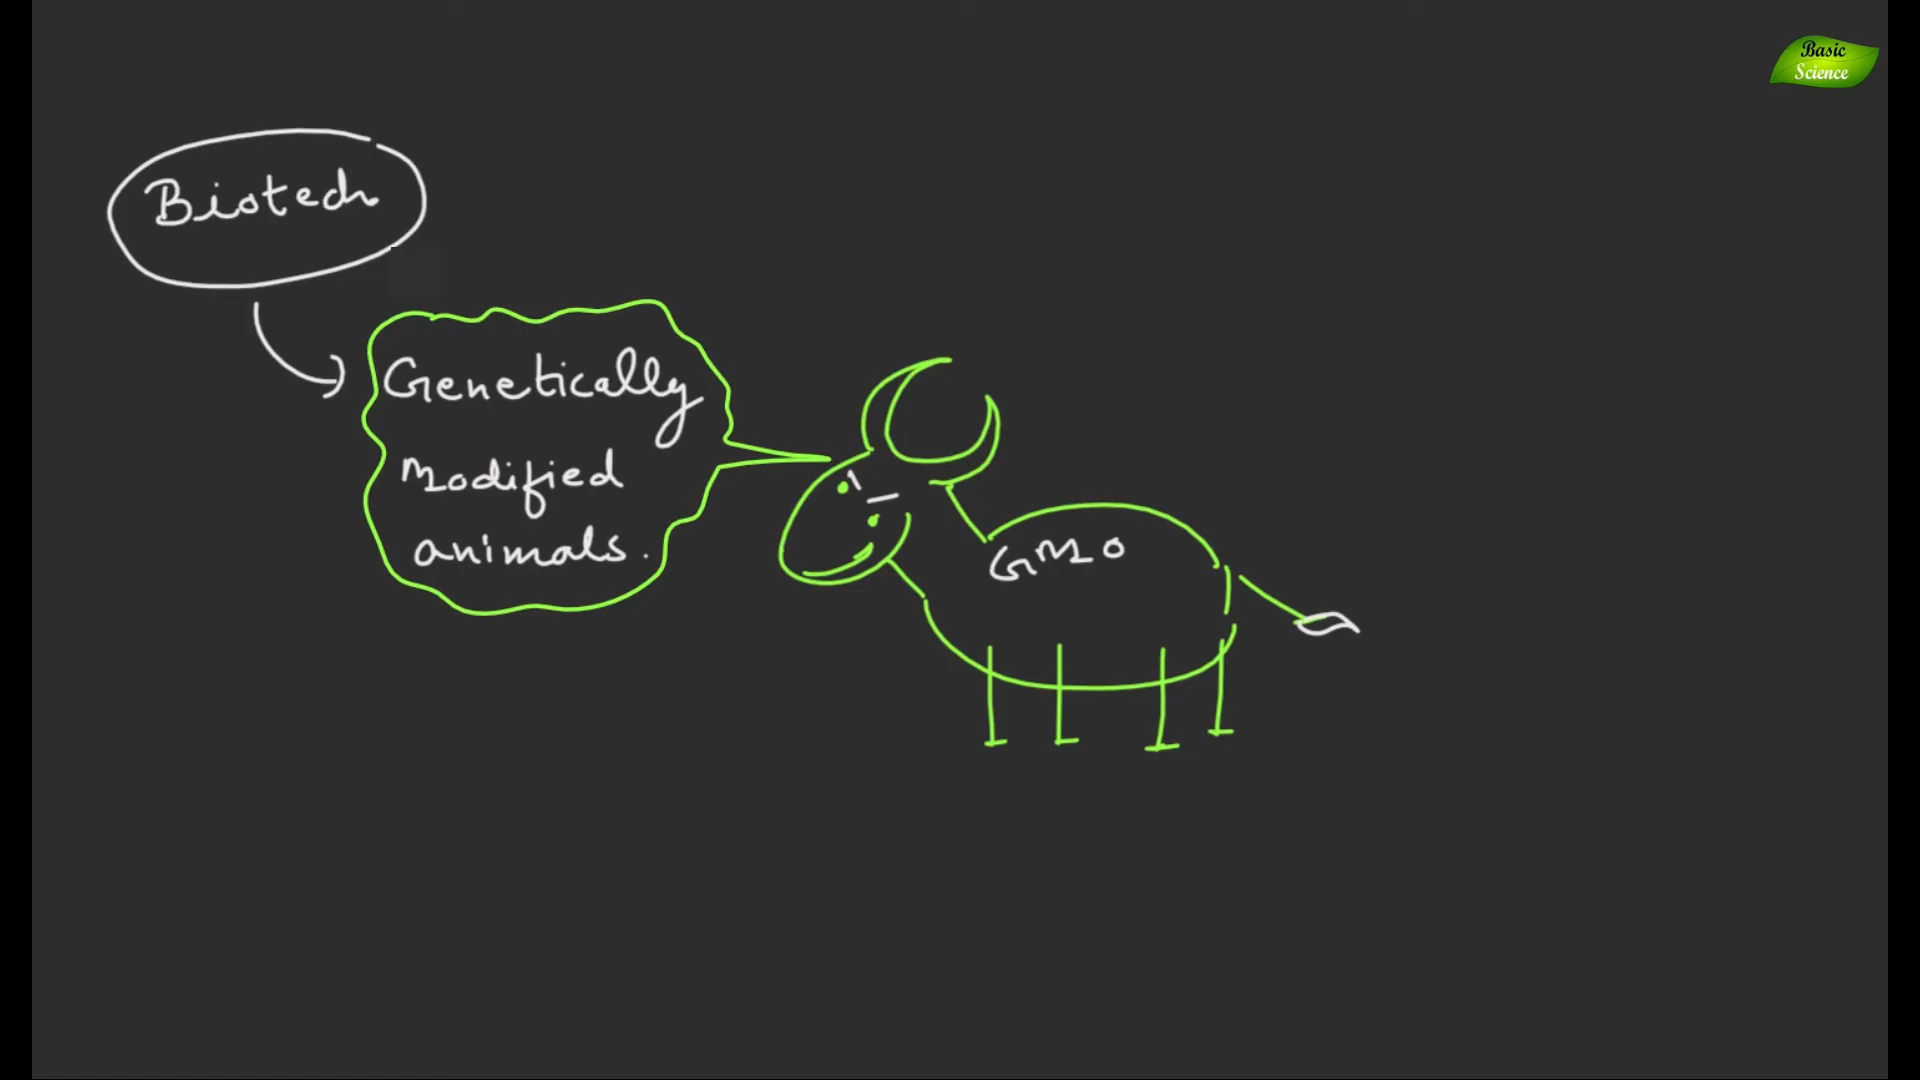 Basic
Science
Biotech
Genetically
Modified
animals.
GMO